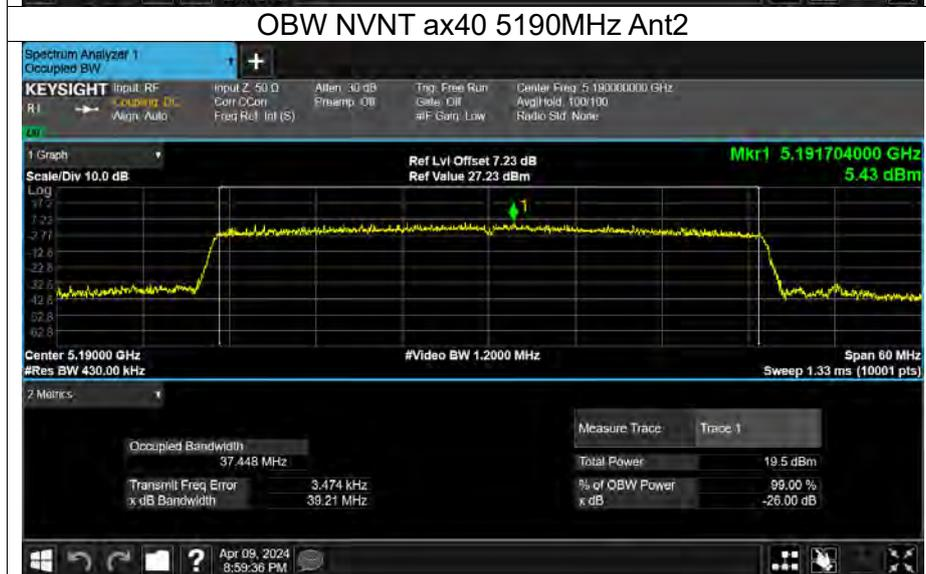 OBW NVNT ax40 5190MHz Ant2
Spectrum Analyzer 1
Occupied BW
+
KEYSIGHT Input: RF Input Z: 50 Ω Atten: 30 dB Trig: Free Run Center Freq: 5.190000000 GHz
Coupling: DC Corr CCorr Preamp: Off Gate: Off Avg|Hold: 100/100
Align: Auto Freq Ref: Int (S) #IF Gain: Low Radio Std: None
1 Graph Ref Lvl Offset 7.23 dB Mkr1 5.191704000 GHz
Scale/Div 10.0 dB Ref Value 27.23 dBm 5.43 dBm
Log
17.2
7.23
-2.77
-12.8
-22.8
-32.8
-42.8
-52.8
-62.8
1
Center 5.19000 GHz #Video BW 1.2000 MHz Span 60 MHz
#Res BW 430.00 kHz Sweep 1.33 ms (10001 pts)
2 Metrics
Measure Trace Trace 1
Occupied Bandwidth
37.448 MHz Total Power 19.5 dBm
Transmit Freq Error 3.474 kHz % of OBW Power 99.00 %
x dB Bandwidth 39.21 MHz x dB -26.00 dB
? Apr 09, 2024
8:59:36 PM